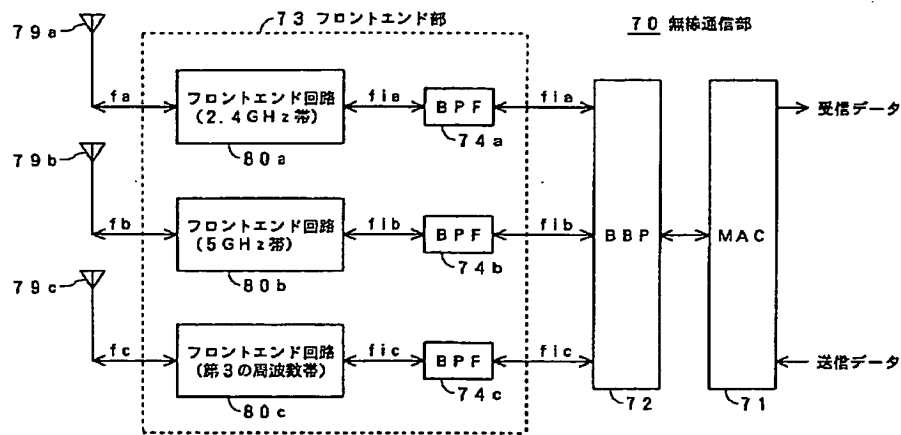 73 フロントエンド部
70 無線通信部
79a
fa
フロントエンド回路
(2.4GHz帯)
80a
fia
BPF
74a
fia
受信データ
79b
fb
フロントエンド回路
(5GHz帯)
80b
fib
BPF
74b
fib
BBP
MAC
79c
fc
フロントエンド回路
(第3の周波数帯)
80c
fic
BPF
74c
fic
72
71
送信データ